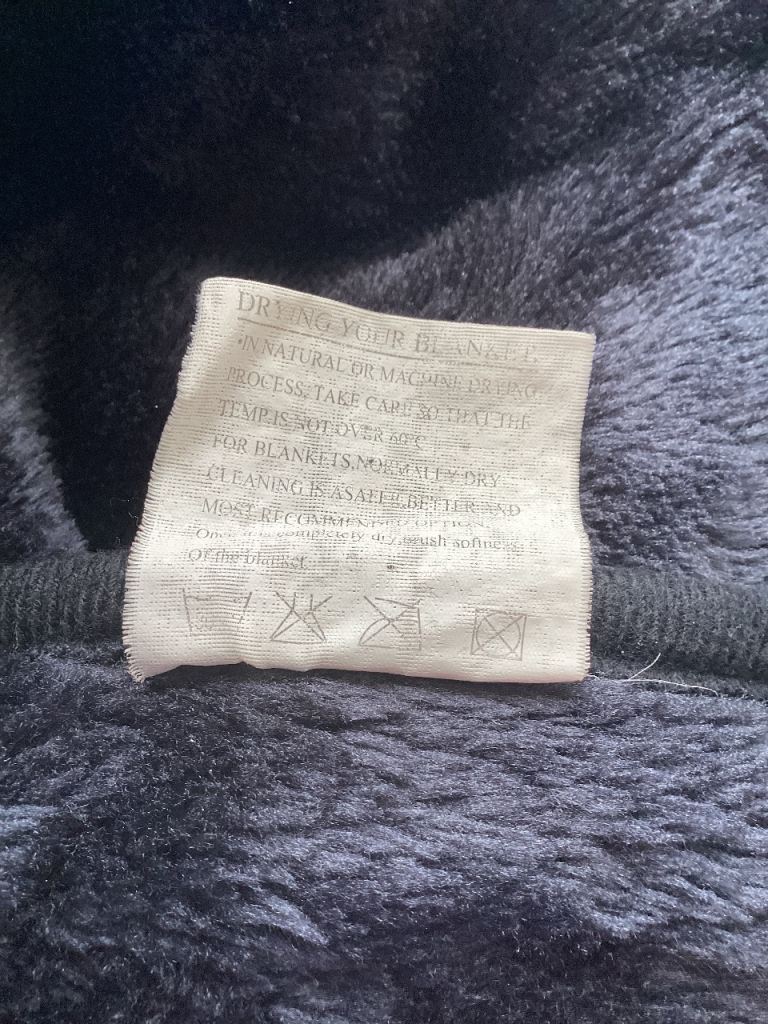 DRYING YOUR BLANKET.
•IN NATURAL OR MACHINE DRYING
PROCESS, TAKE CARE SO THAT THE
TEMP.IS NOT OVER 60°C
FOR BLANKETS,NORMALLY DRY
CLEANING IS A SAFER,BETTER AND
MOST RECOMMENDED OPTION.
Once completely dry,brush softness
Of the blanket